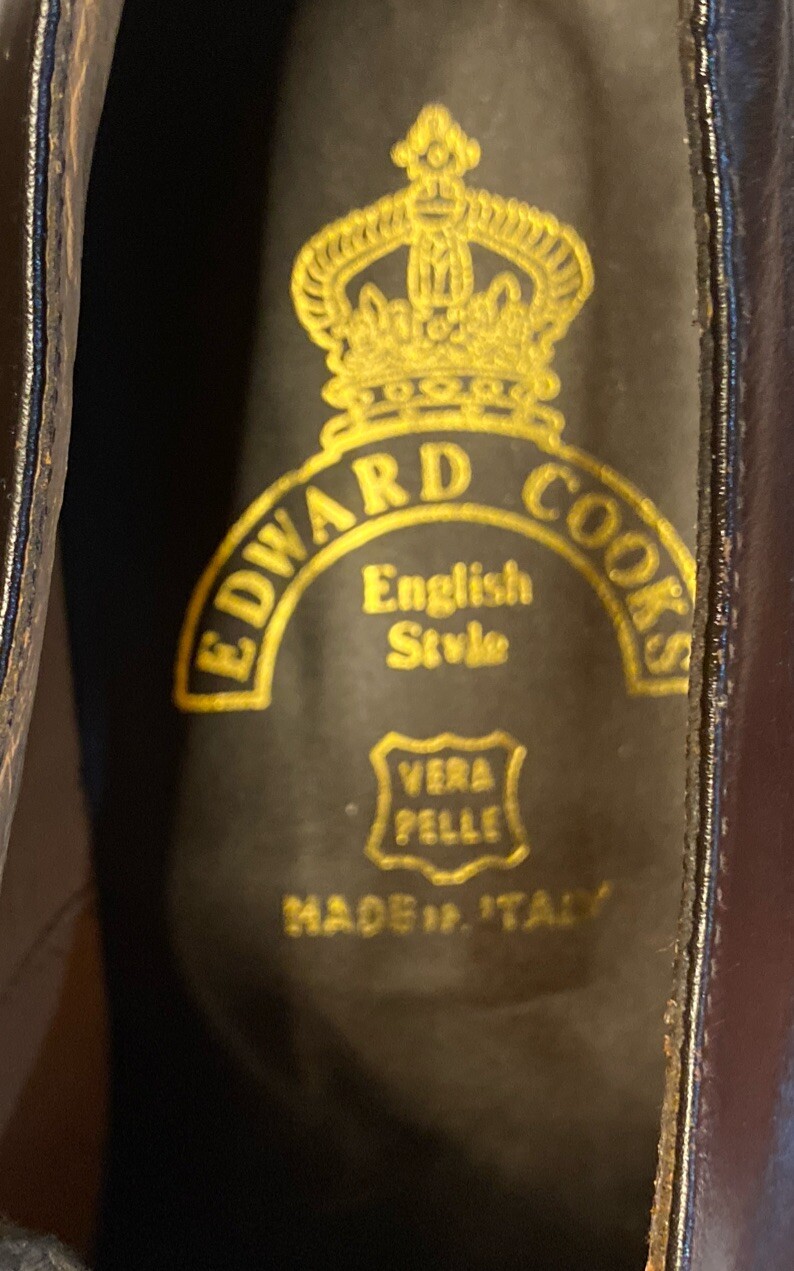 EDWARD COOKS
English
Style
VERA
PELLE
MADE IN ITALY